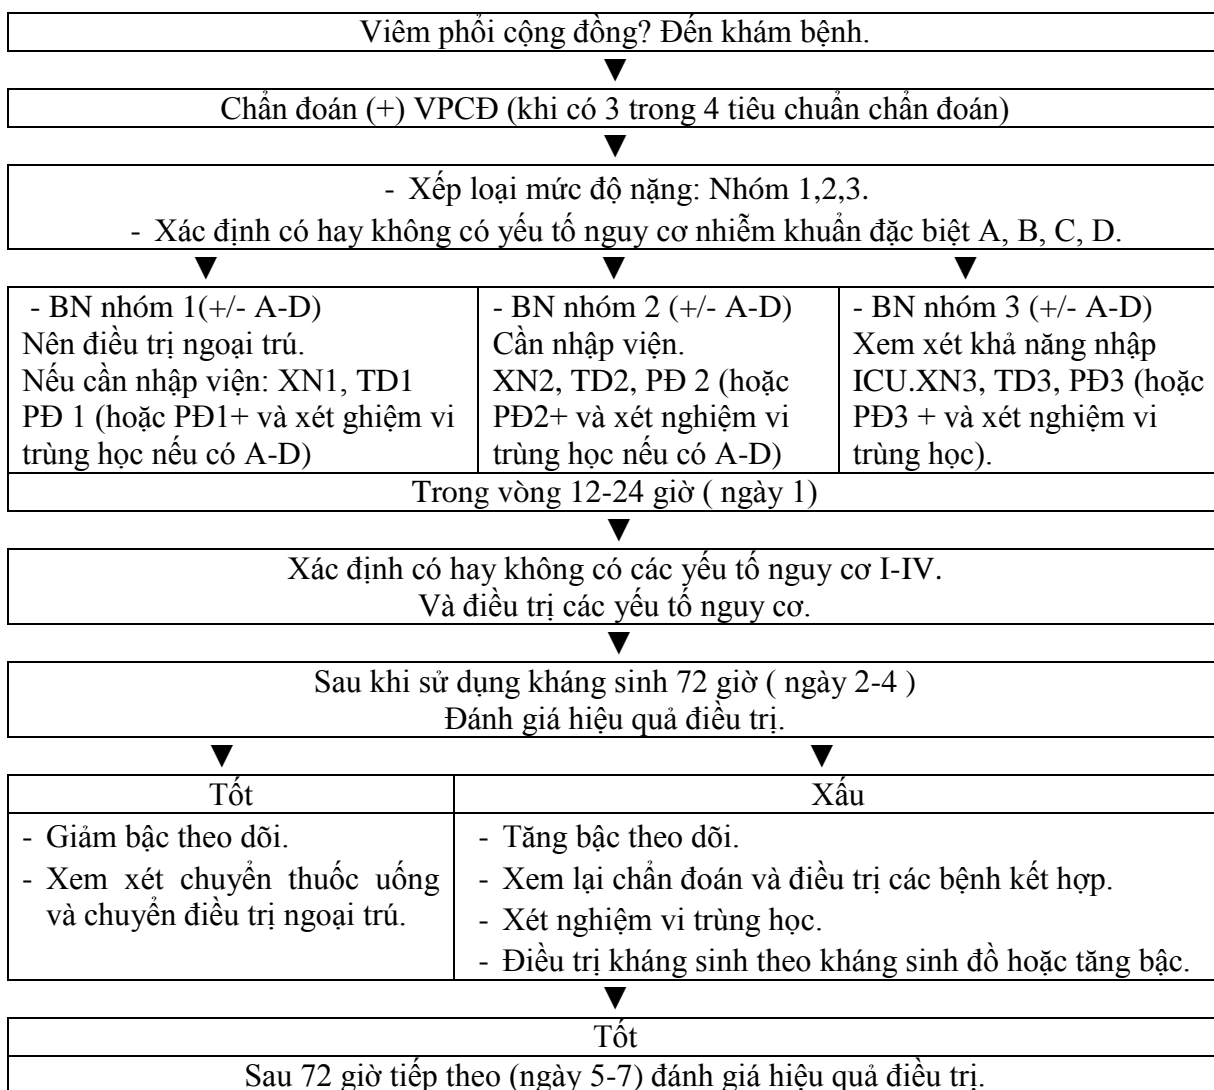 Viêm phổi cộng đồng? Đến khám bệnh.
Chẩn đoán (+) VPCĐ (khi có 3 trong 4 tiêu chuẩn chẩn đoán)
- Xếp loại mức độ nặng: Nhóm 1,2,3.
- Xác định có hay không có yếu tố nguy cơ nhiễm khuẩn đặc biệt A, B, C, D.
- BN nhóm 1(+/- A-D)
Nên điều trị ngoại trú.
Nếu cần nhập viện: XN1, TD1
PĐ 1 (hoặc PĐ1+ và xét ghiệm vi
trùng học nếu có A-D)
- BN nhóm 2 (+/- A-D)
Cần nhập viện.
XN2, TD2, PĐ 2 (hoặc
PĐ2+ và xét nghiệm vi
trùng học nếu có A-D)
- BN nhóm 3 (+/- A-D)
Xem xét khả năng nhập
ICU.XN3, TD3, PĐ3 (hoặc
PĐ3 + và xét nghiệm vi
trùng học).
Trong vòng 12-24 giờ ( ngày 1)
Xác định có hay không có các yếu tố nguy cơ I-IV.
Và điều trị các yếu tố nguy cơ.
Sau khi sử dụng kháng sinh 72 giờ ( ngày 2-4 )
Đánh giá hiệu quả điều trị.
Tốt
- Giảm bậc theo dõi.
- Xem xét chuyển thuốc uống
và chuyển điều trị ngoại trú.
Xấu
- Tăng bậc theo dõi.
- Xem lại chẩn đoán và điều trị các bệnh kết hợp.
- Xét nghiệm vi trùng học.
- Điều trị kháng sinh theo kháng sinh đồ hoặc tăng bậc.
Tốt
Sau 72 giờ tiếp theo (ngày 5-7) đánh giá hiệu quả điều trị.